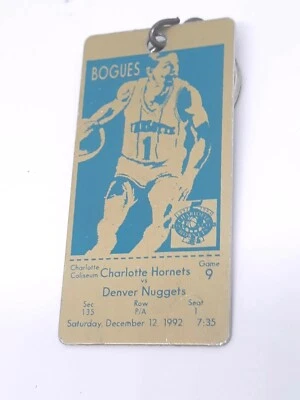 BOGUES
HORNETS
1
Charlotte
Coliseum
Charlotte Hornets
vs
Denver Nuggets
Game
9
Sec
135
Row
P/A
Seat
1
Saturday, December 12, 1992 7:35